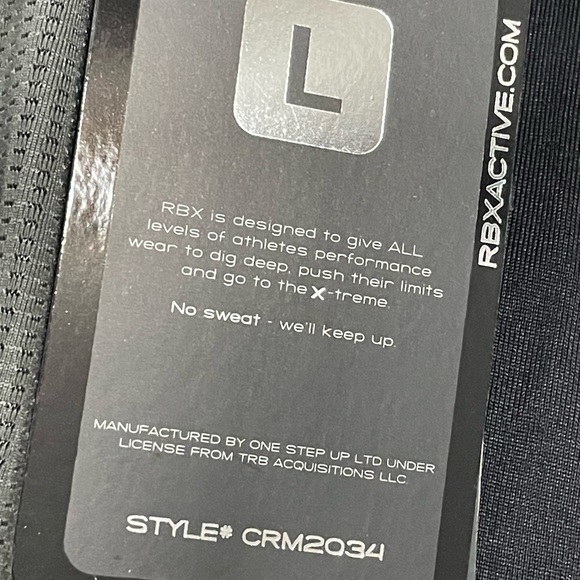 L
RBX is designed to give ALL
levels of athletes performance
wear to dig deep, push their limits
and go to the X-treme.
No sweat - we'll keep up.
MANUFACTURED BY ONE STEP UP LTD UNDER
LICENSE FROM TRB ACQUISITIONS LLC.
STYLE# CRM2034
RBXACTIVE.COM